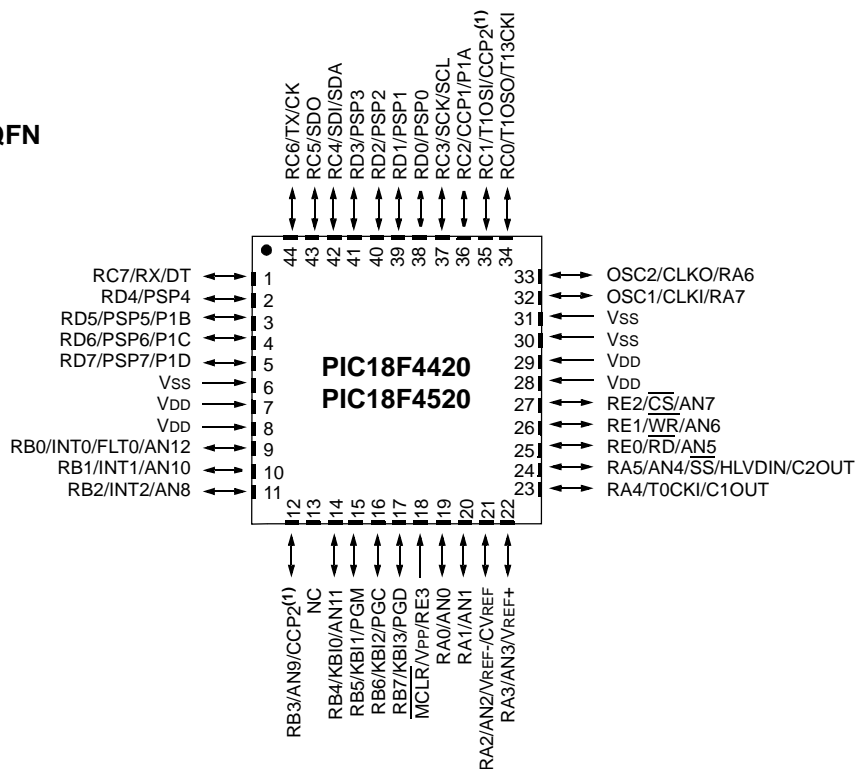 QFN
RC6/TX/CK
RC5/SDO
RC4/SDI/SDA
RD3/PSP3
RD2/PSP2
RD1/PSP1
RD0/PSP0
RC3/SCK/SCL
RC2/CCP1/P1A
RC1/T1OSI/CCP2(1)
RC0/T1OSO/T13CKI
44
43
42
41
40
39
38
37
36
35
34
RC7/RX/DT 1
RD4/PSP4 2
RD5/PSP5/P1B 3
RD6/PSP6/P1C 4
RD7/PSP7/P1D 5
VSS 6
VDD 7
VDD 8
RB0/INT0/FLT0/AN12 9
RB1/INT1/AN10 10
RB2/INT2/AN8 11
PIC18F4420
PIC18F4520
33 OSC2/CLKO/RA6
32 OSC1/CLKI/RA7
31 VSS
30 VSS
29 VDD
28 VDD
27 RE2/CS/AN7
26 RE1/WR/AN6
25 RE0/RD/AN5
24 RA5/AN4/SS/HLVDIN/C2OUT
23 RA4/T0CKI/C1OUT
12
13
14
15
16
17
18
19
20
21
22
RB3/AN9/CCP2(1)
NC
RB4/KBI0/AN11
RB5/KBI1/PGM
RB6/KBI2/PGC
RB7/KBI3/PGD
MCLR/VPP/RE3
RA0/AN0
RA1/AN1
RA2/AN2/VREF-/CVREF
RA3/AN3/VREF+